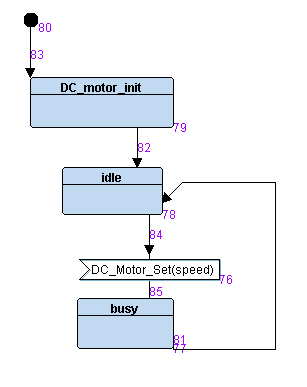 80
83
DC_motor_init
79
82
idle
78
84
DC_Motor_Set(speed)
76
85
busy
81
77